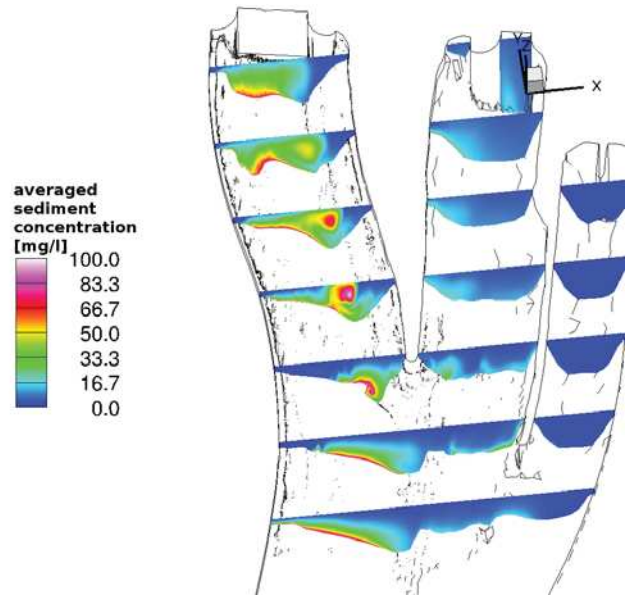 averaged
sediment
concentration
[mg/l]
100.0
83.3
66.7
50.0
33.3
16.7
0.0
Y
Z
X